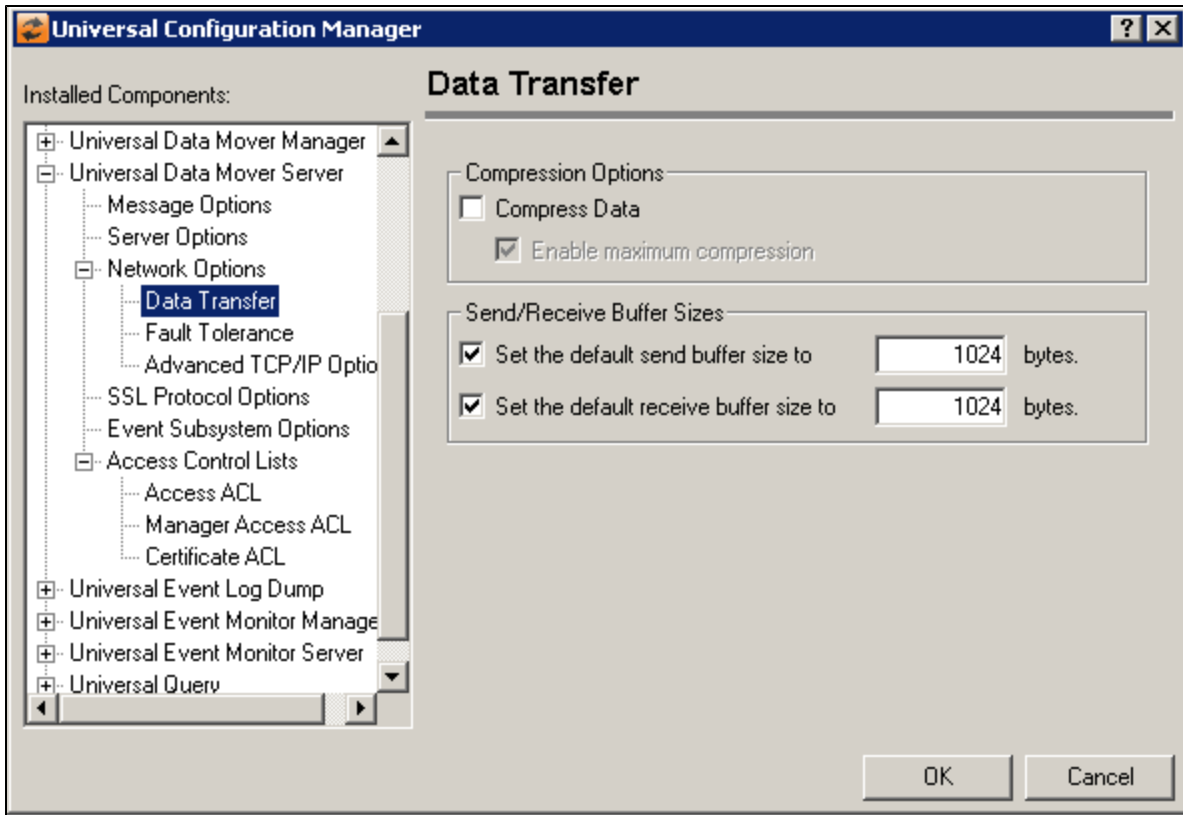 Universal Configuration Manager
Installed Components:
Universal Data Mover Manager
Universal Data Mover Server
Message Options
Server Options
Network Options
Data Transfer
Fault Tolerance
Advanced TCP/IP Optio
SSL Protocol Options
Event Subsystem Options
Access Control Lists
Access ACL
Manager Access ACL
Certificate ACL
Universal Event Log Dump
Universal Event Monitor Manage
Universal Event Monitor Server
Universal Query
Data Transfer
Compression Options
Compress Data
Enable maximum compression
Send/Receive Buffer Sizes
Set the default send buffer size to 1024 bytes.
Set the default receive buffer size to 1024 bytes.
OK Cancel